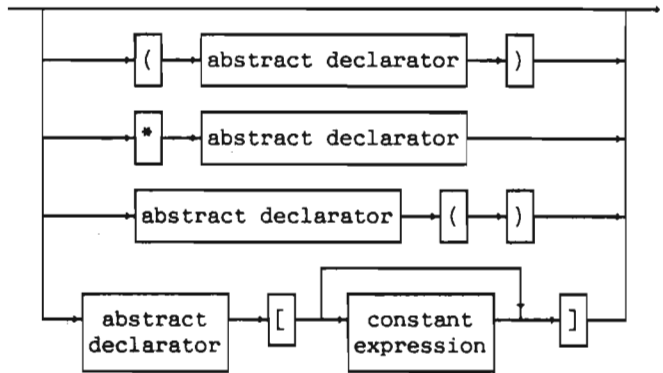 ( abstract declarator )
* abstract declarator
abstract declarator ( )
abstract declarator [ constant expression ]